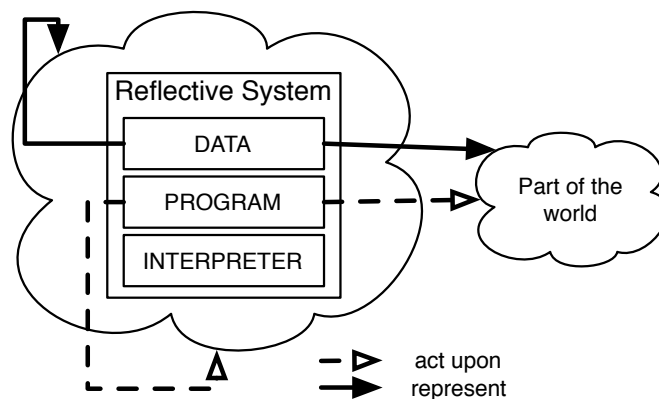 Reflective System
DATA
PROGRAM
INTERPRETER
Part of the
world
act upon
represent